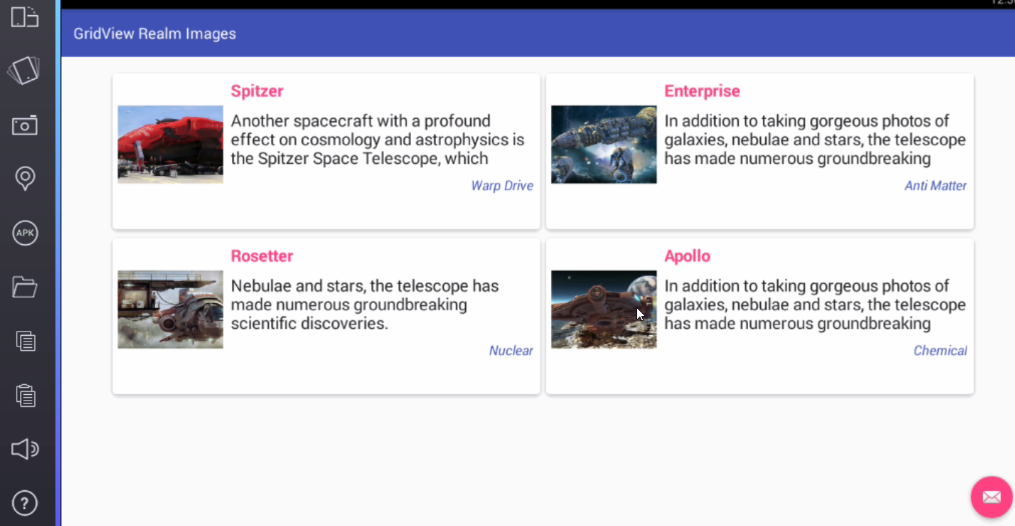 GridView Realm Images
Spitzer
Another spacecraft with a profound
effect on cosmology and astrophysics is
the Spitzer Space Telescope, which
Warp Drive
Enterprise
In addition to taking gorgeous photos of
galaxies, nebulae and stars, the telescope
has made numerous groundbreaking
Anti Matter
Rosetter
Nebulae and stars, the telescope has
made numerous groundbreaking
scientific discoveries.
Nuclear
Apollo
In addition to taking gorgeous photos of
galaxies, nebulae and stars, the telescope
has made numerous groundbreaking
Chemical
APK
?